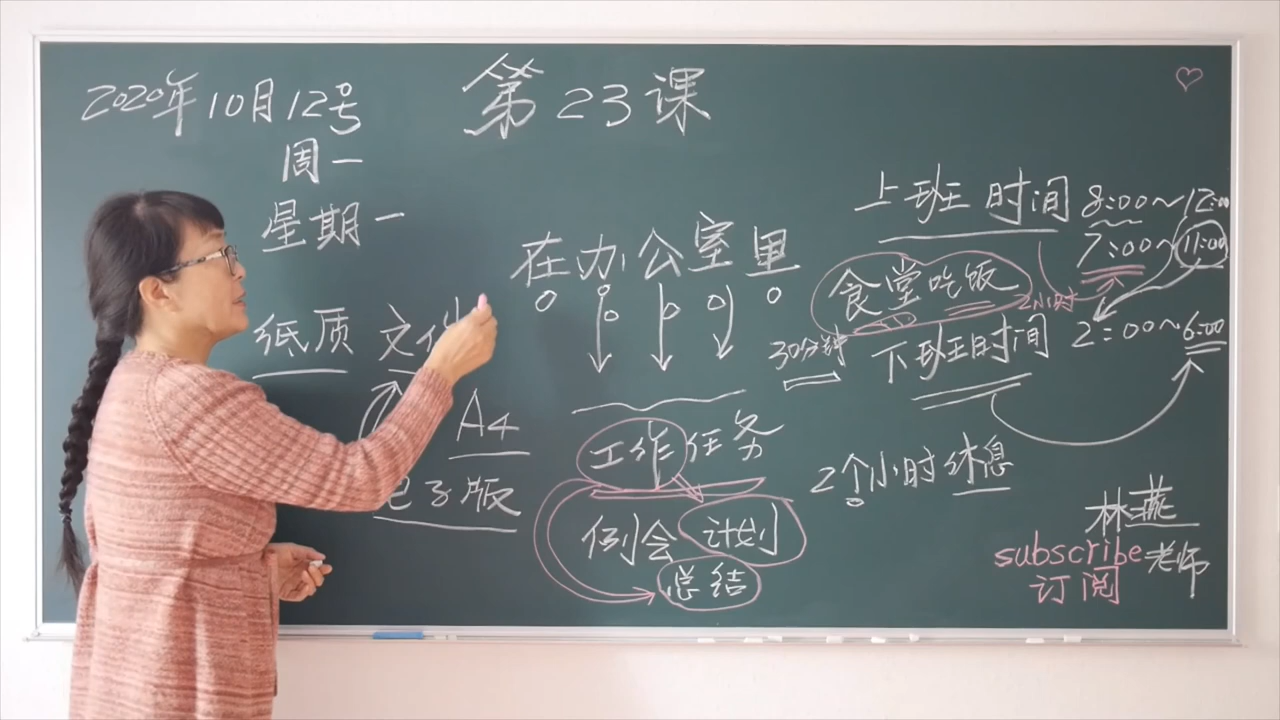 2020年10月12号
第23课
周一
星期一
在办公室里
上班时间 8:00~12:00
7:00~11:00
食堂吃饭
2小时
30分钟
下班时间 2:00~6:00
纸质 文件
A4
电子版
工作任务
例会 计划
总结
2个小时休息
林燕
老师
subscribe
订阅